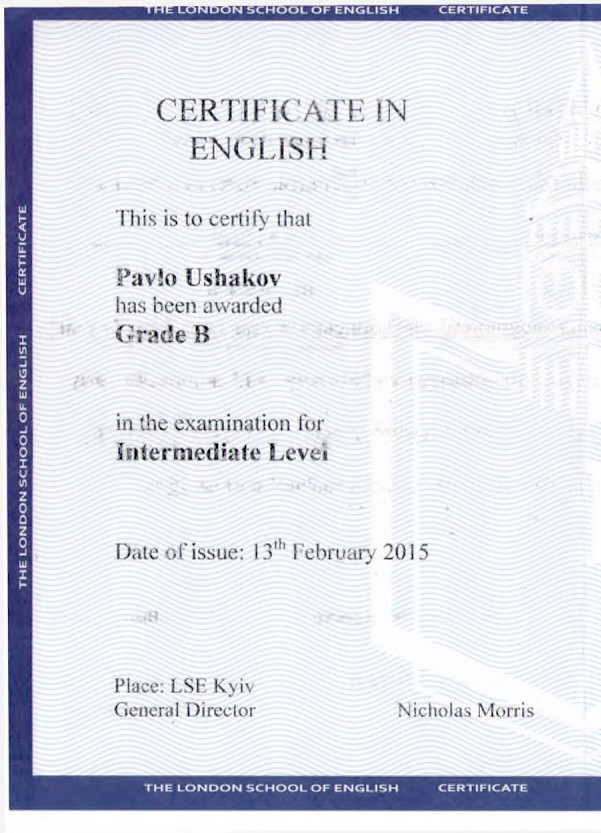 THE LONDON SCHOOL OF ENGLISH CERTIFICATE
CERTIFICATE IN
ENGLISH
This is to certify that
Pavlo Ushakov
has been awarded
Grade B
in the examination for
Intermediate Level
Date of issue: 13th February 2015
Place: LSE Kyiv
General Director Nicholas Morris
THE LONDON SCHOOL OF ENGLISH CERTIFICATE
THE LONDON SCHOOL OF ENGLISH CERTIFICATE